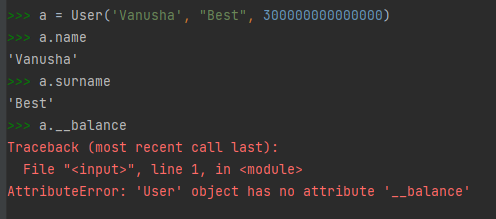 >>> a = User('Vanusha', "Best", 300000000000000)
>>> a.name
'Vanusha'
>>> a.surname
'Best'
>>> a.__balance
Traceback (most recent call last):
  File "<input>", line 1, in <module>
AttributeError: 'User' object has no attribute '__balance'